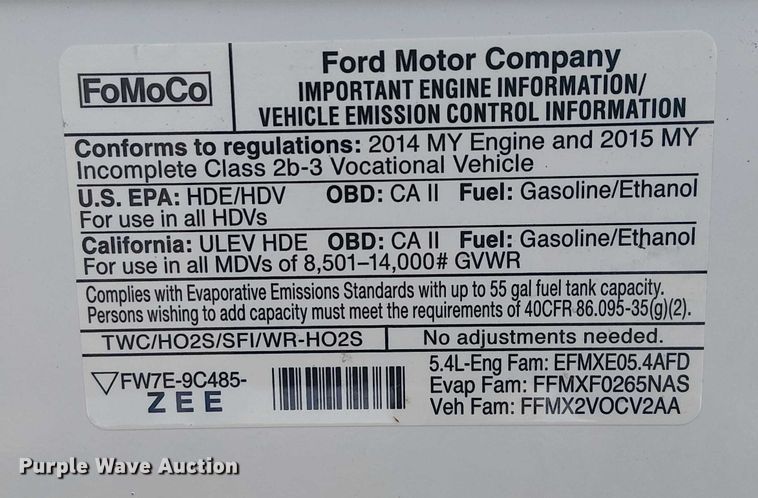 FoMoCo
Ford Motor Company
IMPORTANT ENGINE INFORMATION/
VEHICLE EMISSION CONTROL INFORMATION
Conforms to regulations: 2014 MY Engine and 2015 MY
Incomplete Class 2b-3 Vocational Vehicle
U.S. EPA: HDE/HDV OBD: CA II Fuel: Gasoline/Ethanol
For use in all HDVs
California: ULEV HDE OBD: CA II Fuel: Gasoline/Ethanol
For use in all MDVs of 8,501–14,000# GVWR
Complies with Evaporative Emissions Standards with up to 55 gal fuel tank capacity.
Persons wishing to add capacity must meet the requirements of 40CFR 86.095-35(g)(2).
TWC/HO2S/SFI/WR-HO2S No adjustments needed.
FW7E-9C485-
ZEE
5.4L-Eng Fam: EFMXE05.4AFD
Evap Fam: FFMXF0265NAS
Veh Fam: FFMX2VOCV2AA
Purple Wave Auction